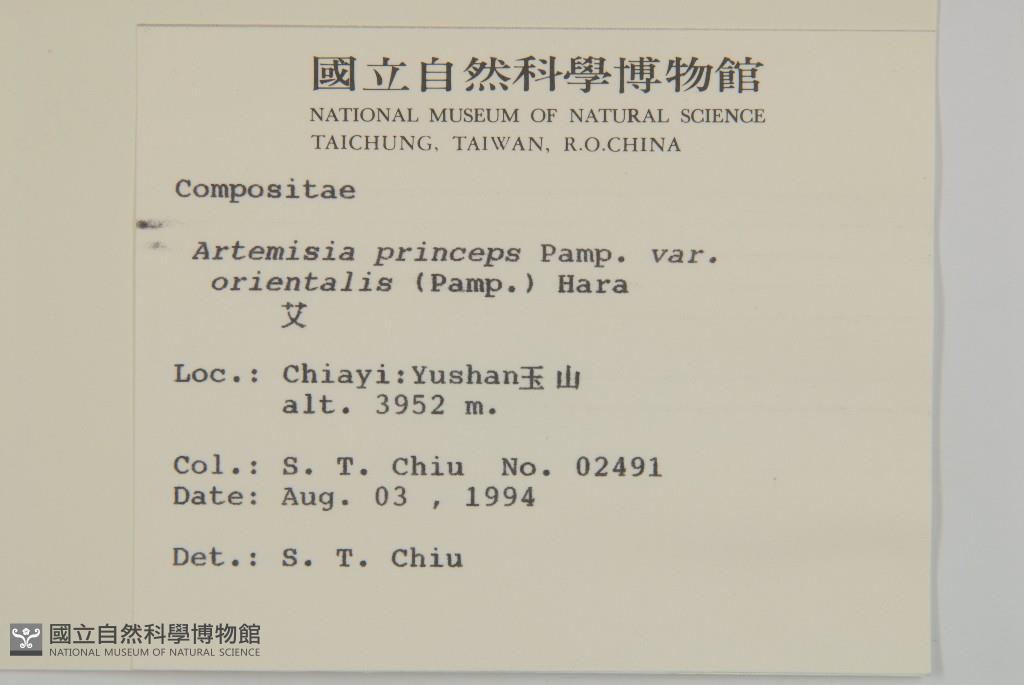 國立自然科學博物館
NATIONAL MUSEUM OF NATURAL SCIENCE
TAICHUNG, TAIWAN, R.O.CHINA
Compositae
Artemisia princeps Pamp. var.
orientalis (Pamp.) Hara
艾
Loc.: Chiayi:Yushan玉山
alt. 3952 m.
Col.: S. T. Chiu No. 02491
Date: Aug. 03 , 1994
Det.: S. T. Chiu
國立自然科學博物館
NATIONAL MUSEUM OF NATURAL SCIENCE